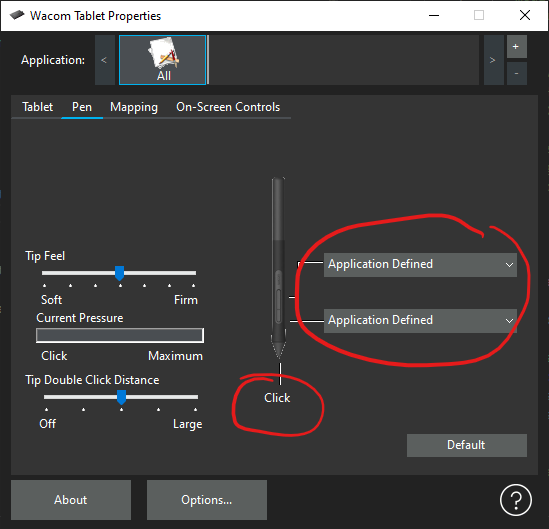 Wacom Tablet Properties
Application:
<
All
>
+
-
Tablet Pen Mapping On-Screen Controls
Application Defined
Tip Feel
Soft Firm
Current Pressure
Application Defined
Click Maximum
Tip Double Click Distance
Click
Off Large
Default
About Options... ?